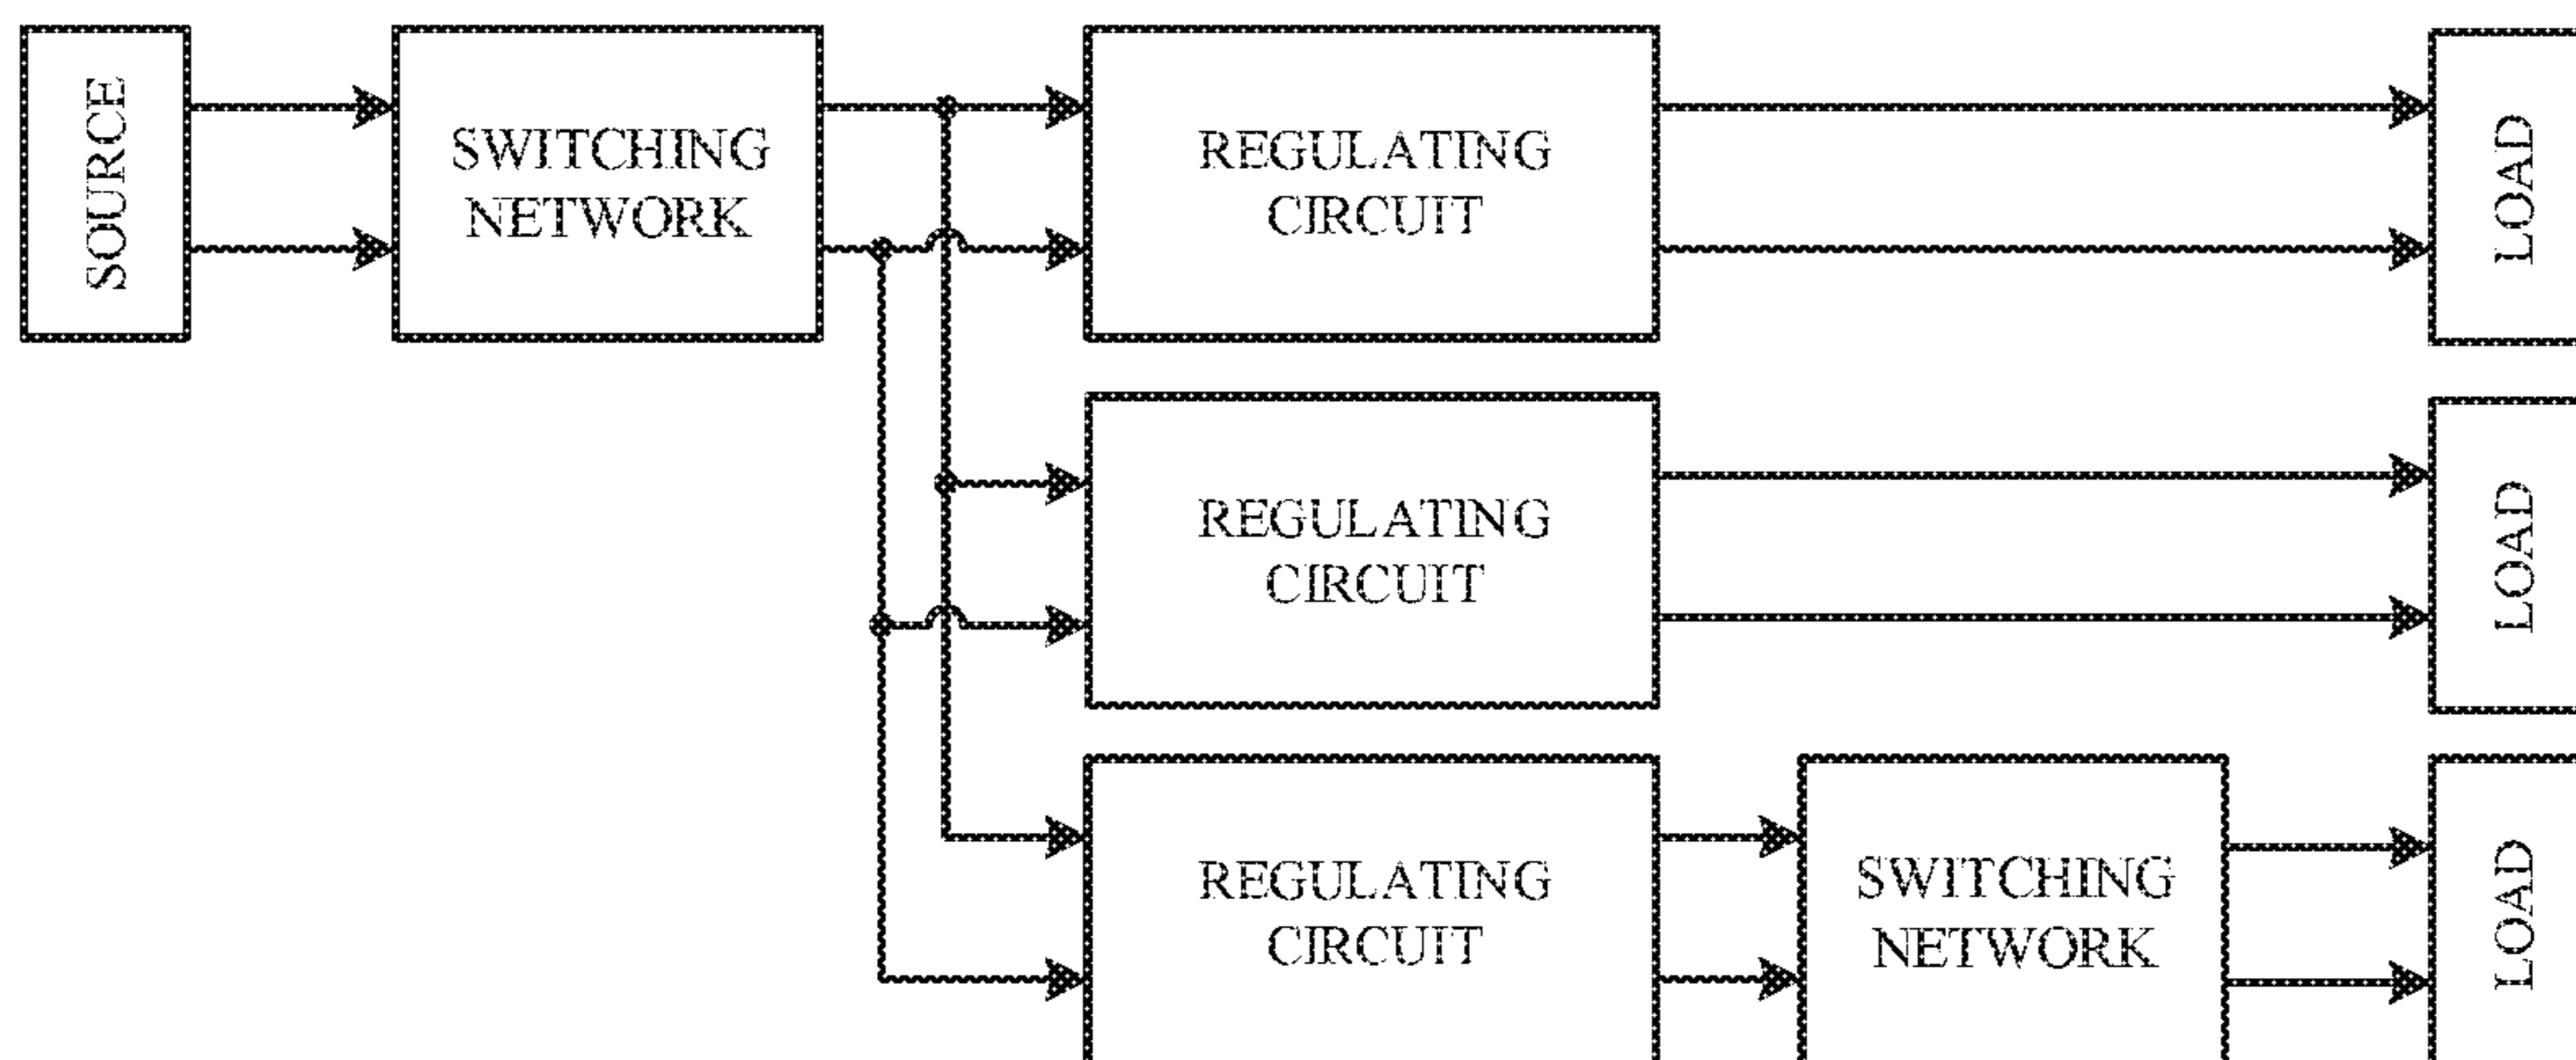 SOURCE
SWITCHING
NETWORK
REGULATING
CIRCUIT
LOAD
REGULATING
CIRCUIT
LOAD
REGULATING
CIRCUIT
SWITCHING
NETWORK
LOAD